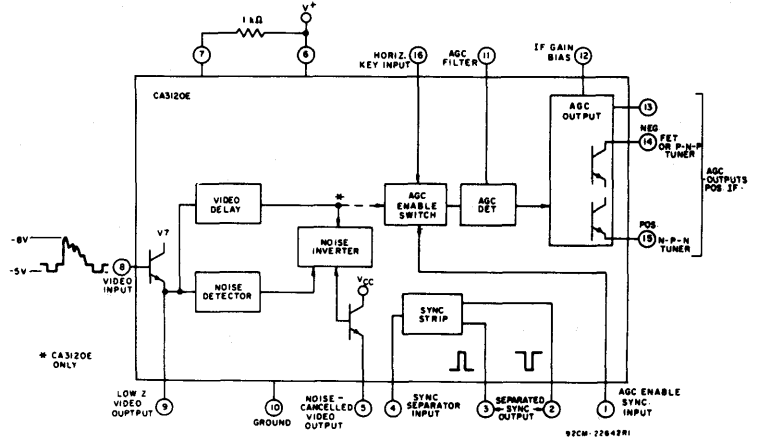 V+
1 kΩ
7
6
HORIZ.
KEY INPUT
16
AGC
FILTER
11
IF GAIN
BIAS
12
CA3120E
AGC
OUTPUT
13
NEG
14
FET
OR P-N-P
TUNER
AGC
OUTPUTS
POS. IF
POS.
15
N-P-N
TUNER
VIDEO
DELAY
*
AGC
ENABLE
SWITCH
AGC
DET
NOISE
INVERTER
-8V
-5V
8
VIDEO
INPUT
V7
NOISE
DETECTOR
VCC
SYNC
STRIP
* CA3120E
ONLY
LOW Z
VIDEO OUPTPUT
9
10
GROUND
NOISE-
CANCELLED
VIDEO
OUTPUT
5
4
SYNC
SEPARATOR
INPUT
3
SEPARATED
SYNC OUTPUT
2
1
AGC ENABLE
SYNC.
INPUT
92CM-22642R1